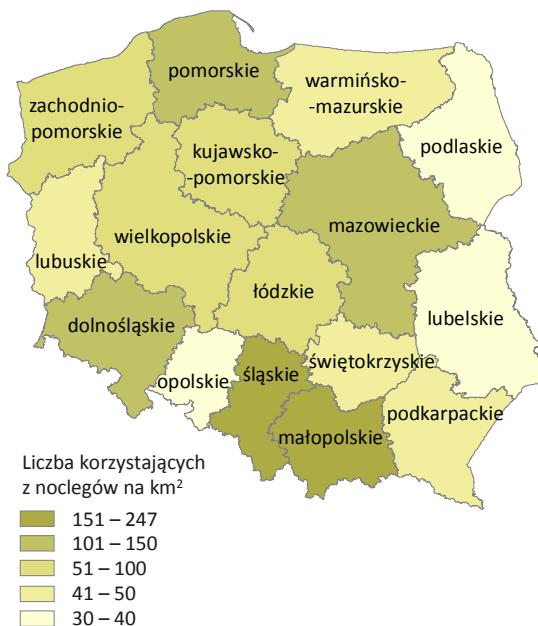 pomorskie
warmińsko-
-mazurskie
zachodnio-
pomorskie
podlaskie
kujawsko-
-pomorskie
mazowieckie
wielkopolskie
lubuskie
łódzkie
lubelskie
dolnośląskie
opolskie
śląskie
świętokrzyskie
podkarpackie
małopolskie
Liczba korzystających
z noclegów na km²
151 – 247
101 – 150
51 – 100
41 – 50
30 – 40